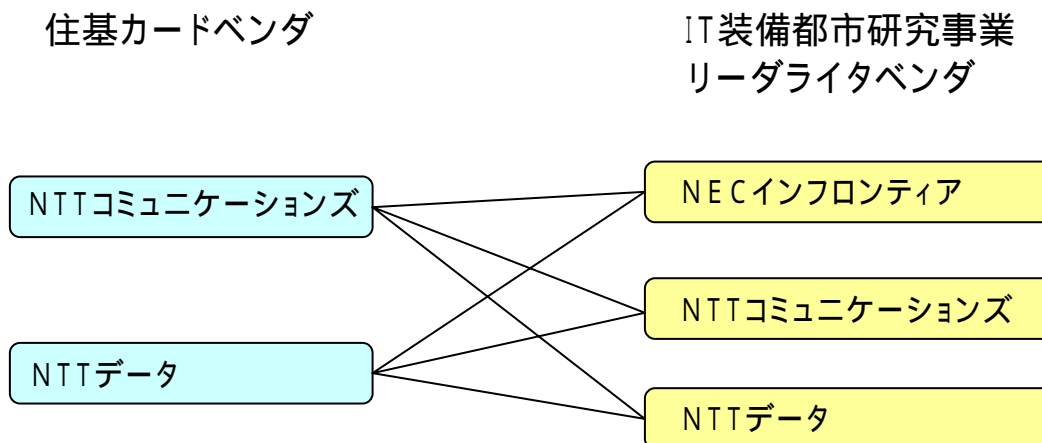 住基カードベンダ
IT装備都市研究事業
リーダライタベンダ
NTTコミュニケーションズ
NTTデータ
NECインフロンティア
NTTコミュニケーションズ
NTTデータ